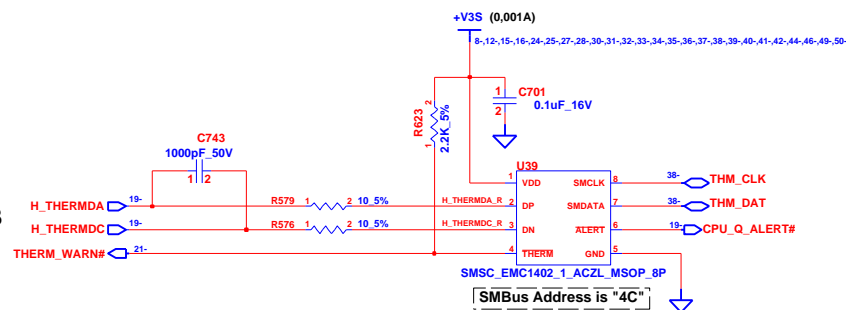 +V3S (0,001A)
8-,12-,15-,16-,24-,25-,27-,28-,30-,31-,32-,33-,34-,35-,36-,37-,38-,39-,40-,41-,42-,44-,46-,49-,50-
1 C701
2 0.1uF_16V
R623
2.2K_5%
2
1
C743
1000pF_50V
1 2
U39
H_THERMDA 19- R579 1 2 10_5% H_THERMDA_R
H_THERMDC 19- R576 1 2 10_5% H_THERMDC_R
THERM_WARN# 21-
1 VDD SMCLK 8 38- THM_CLK
2 DP SMDATA 7 38- THM_DAT
3 DN ALERT 6 19- CPU_Q_ALERT#
4 THERM GND 5
SMSC_EMC1402_1_ACZL_MSOP_8P
SMBus Address is "4C"